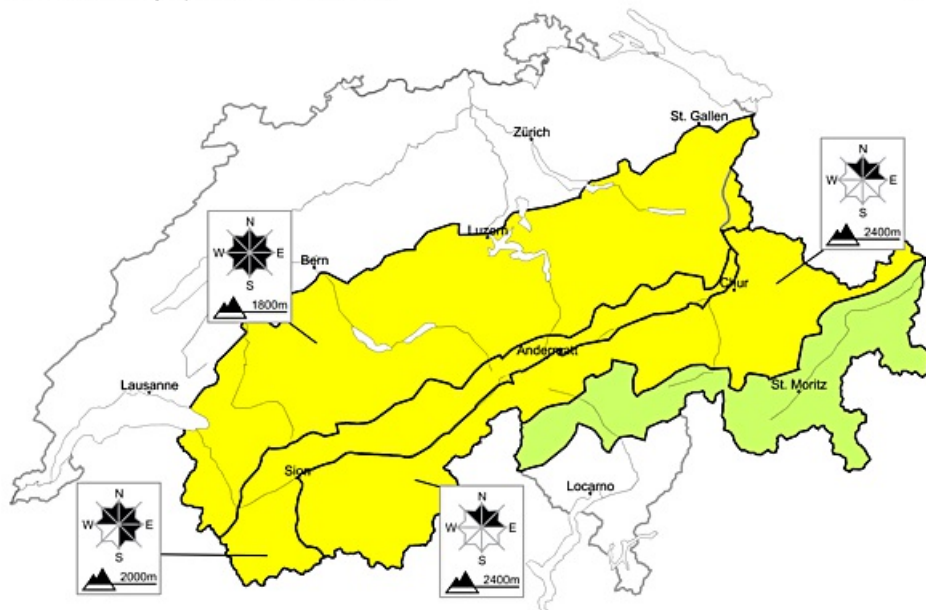 St. Gallen
Zürich
N
W E
S
2400m
N
W E
S
1800m
Luzern
Bern
Chur
Andermatt
Lausanne
St. Moritz
Sion
Locarno
N
W E
S
2000m
N
W E
S
2400m